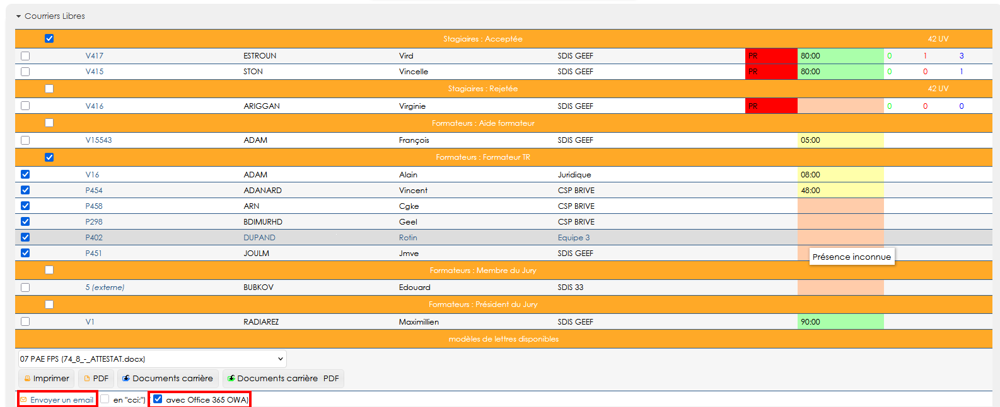 Courriers Libres
Stagiaires : Acceptée 42 UV
V417 ESTROUN Vird SDIS GEEF PR 80:00 0 1 3
V415 STON Vincelle SDIS GEEF PR 80:00 0 0 1
Stagiaires : Rejetée 42 UV
V416 ARIGGAN Virginie SDIS GEEF PR 0 0 0
Formateurs : Aide formateur
V15543 ADAM François SDIS GEEF 05:00
Formateurs : Formateur TR
V16 ADAM Alain Juridique 08:00
P454 ADANARD Vincent CSP BRIVE 48:00
P458 ARN Cgke CSP BRIVE
P298 BDIMURHD Geel CSP BRIVE
P402 DUPAND Rotin Equipe 3
P451 JOULM Jmve SDIS GEEF
Présence inconnue
Formateurs : Membre du Jury
5 (externe) BUBKOV Edouard SDIS 33
Formateurs : Président du Jury
V1 RADIAREZ Maximillien SDIS GEEF 90:00
modèles de lettres disponibles
07 PAE FPS (74_8_-_ATTESTAT.docx)
Imprimer PDF Documents carrière Documents carrière PDF
Envoyer un email en "cci:") avec Office 365 OWA)